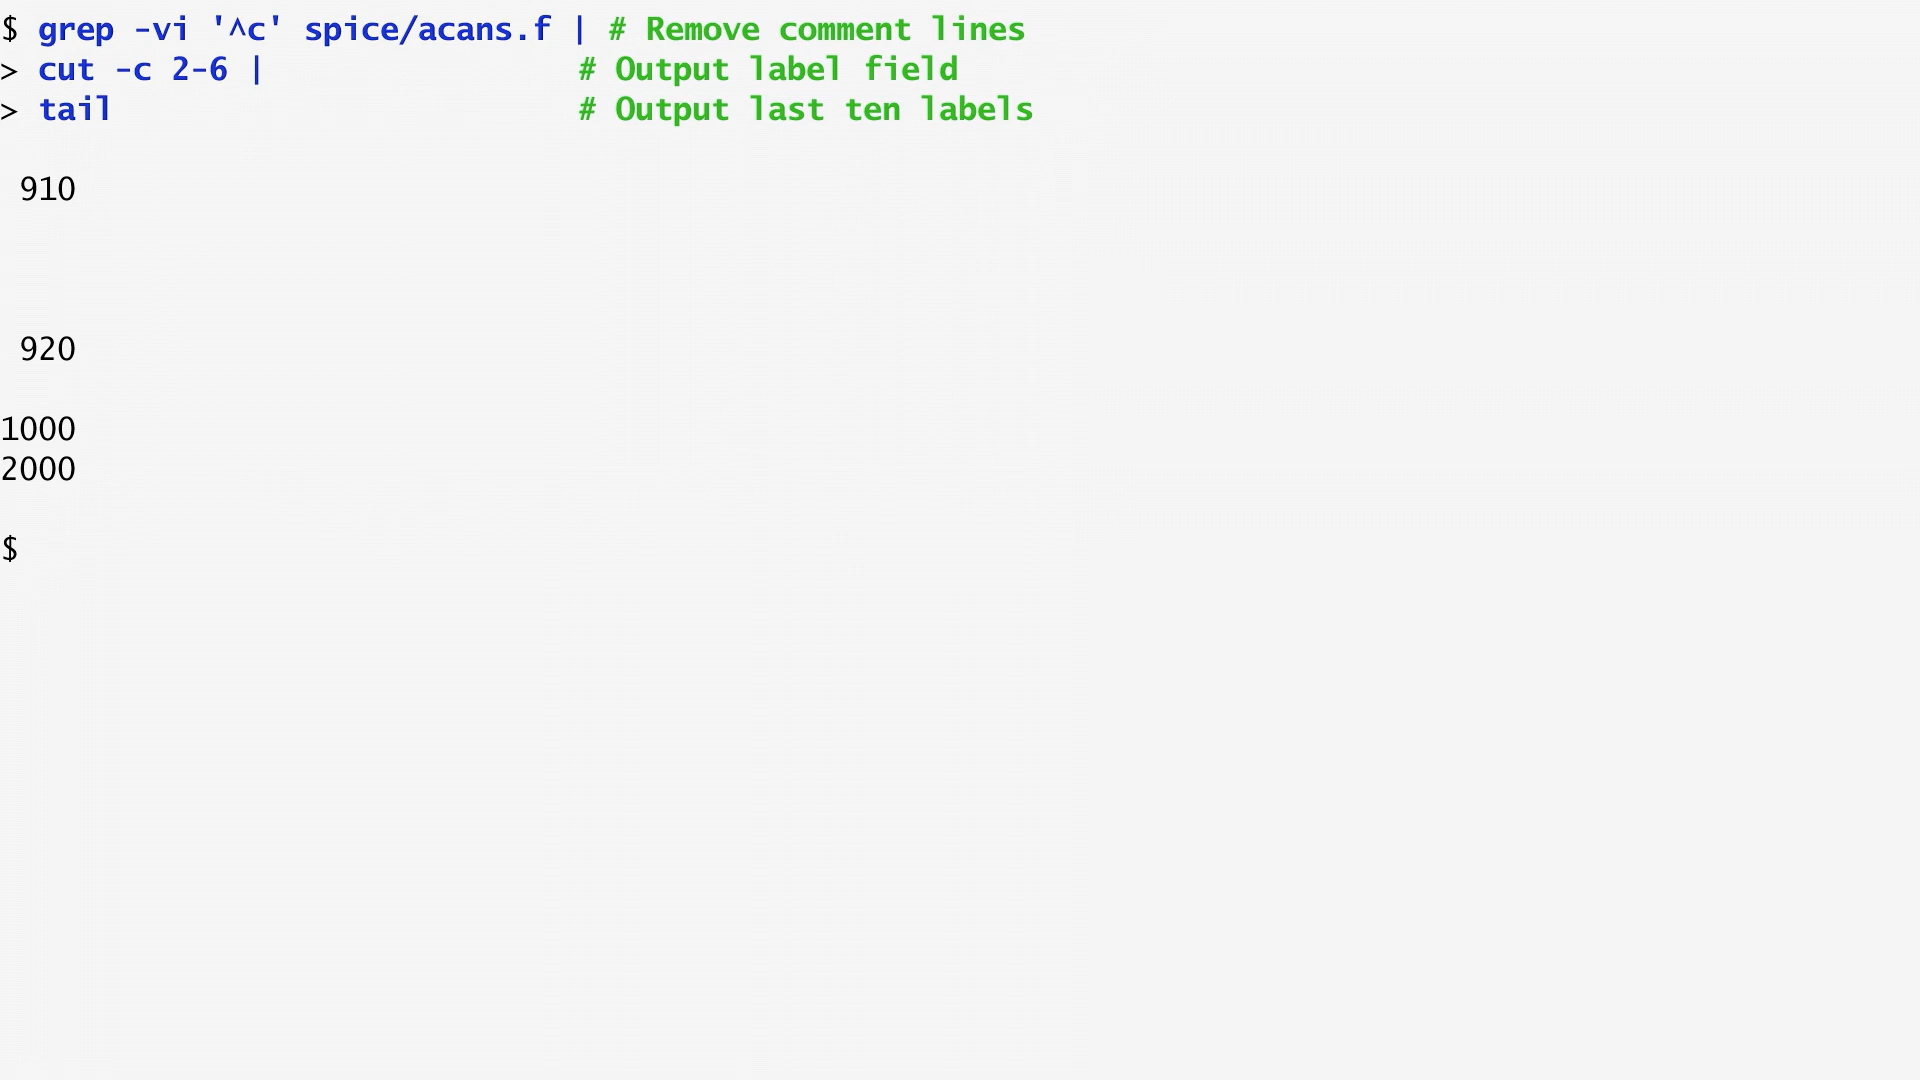 $ grep -vi '^c' spice/acans.f | # Remove comment lines
> cut -c 2-6 |                 # Output label field
> tail                         # Output last ten labels
 910
 920
1000
2000
$